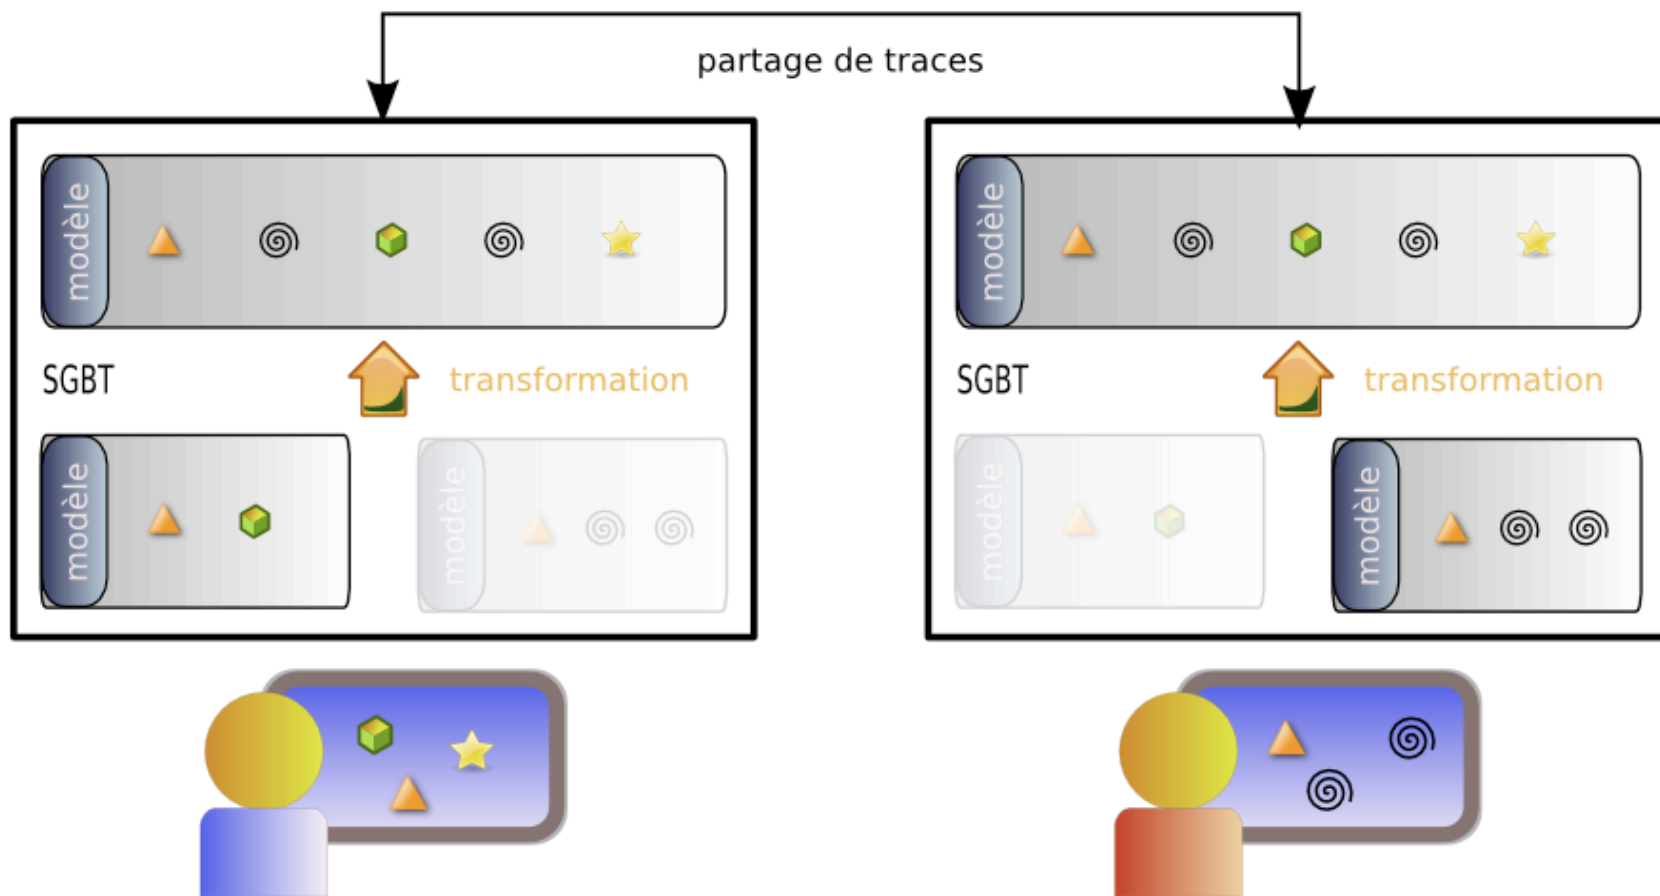 partage de traces
modèle
modèle
SGBT
transformation
SGBT
transformation
modèle
modèle
modèle
modèle